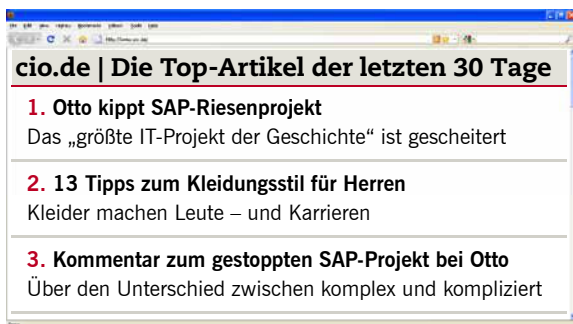 cio.de | Die Top-Artikel der letzten 30 Tage
1. Otto kippt SAP-Riesenprojekt
Das „größte IT-Projekt der Geschichte“ ist gescheitert
2. 13 Tipps zum Kleidungsstil für Herren
Kleider machen Leute – und Karrieren
3. Kommentar zum gestoppten SAP-Projekt bei Otto
Über den Unterschied zwischen komplex und kompliziert